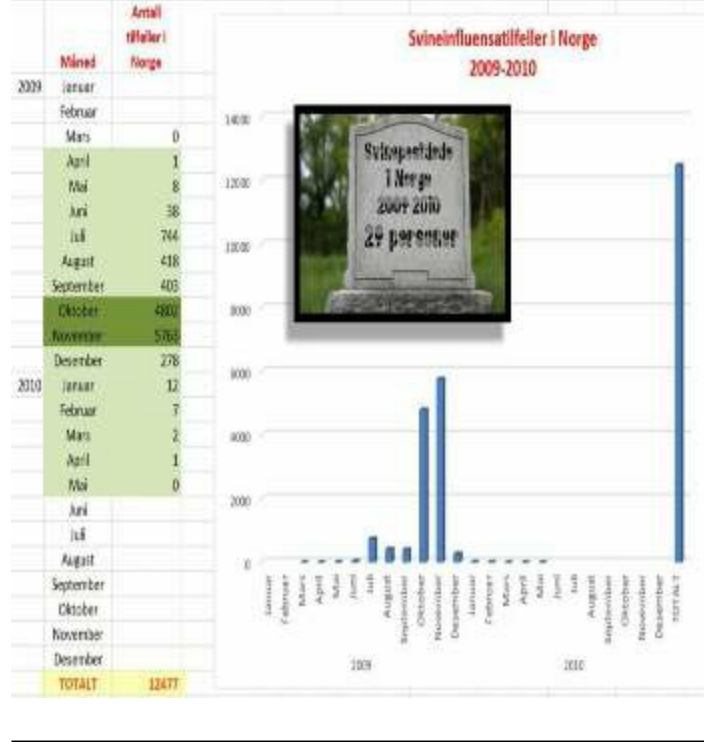 Antall
tilfeller i
Måned Norge
2009 Januar
Februar
Mars 0
April 1
Mai 8
Juni 38
Juli 744
August 418
September 403
Oktober 4802
November 5763
Desember 278
2010 Januar 12
Februar 7
Mars 2
April 1
Mai 0
Juni
Juli
August
September
Oktober
November
Desember
TOTALT 12477
Svineinfluensatilfeller i Norge
2009-2010
14000
12000
10000
8000
6000
4000
2000
0
i Norge
2009-2010
29 personer
Januar
Februar
Mars
April
Mai
Juni
Juli
August
September
Oktober
November
Desember
Januar
Februar
Mars
April
Mai
Juni
Juli
August
September
Oktober
November
Desember
TOTALT
2009 2010